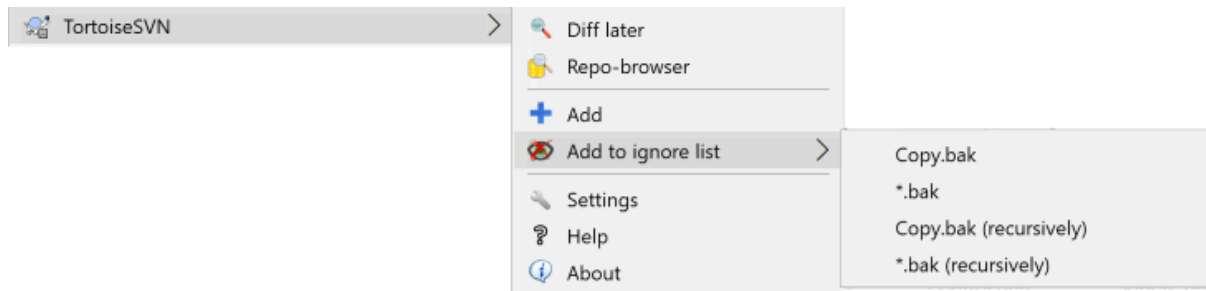 TortoiseSVN
Diff later
Repo-browser
Add
Add to ignore list
Settings
Help
About
Copy.bak
*.bak
Copy.bak (recursively)
*.bak (recursively)